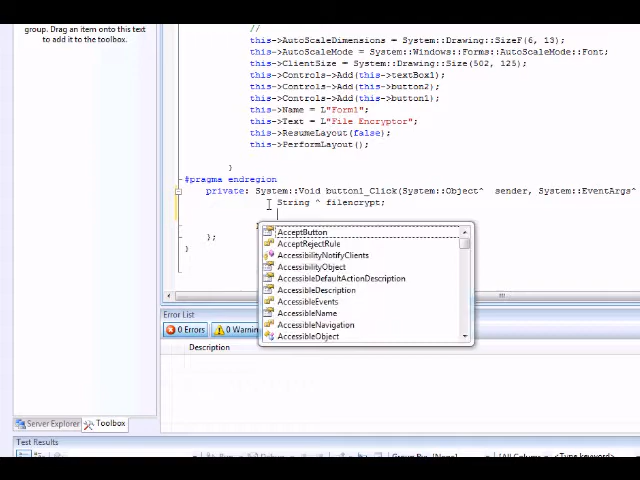 group. Drag an item onto this text
to add it to the toolbox.
//
this->AutoScaleDimensions = System::Drawing::SizeF(6, 13);
this->AutoScaleMode = System::Windows::Forms::AutoScaleMode::Font;
this->ClientSize = System::Drawing::Size(502, 125);
this->Controls->Add(this->textBox1);
this->Controls->Add(this->button2);
this->Controls->Add(this->button1);
this->Name = L"Form1";
this->Text = L"File Encryptor";
this->ResumeLayout(false);
this->PerformLayout();
}
#pragma endregion
private: System::Void button1_Click(System::Object^ sender, System::EventArgs^
String ^ filencrypt;
};
}
AcceptButton
AcceptRejectRule
AccessibilityNotifyClients
AccessibilityObject
AccessibleDefaultActionDescription
AccessibleDescription
AccessibleEvents
AccessibleName
AccessibleNavigation
AccessibleObject
Error List
0 Errors
0 Warnin
Description
Server Explorer
Toolbox
Test Results